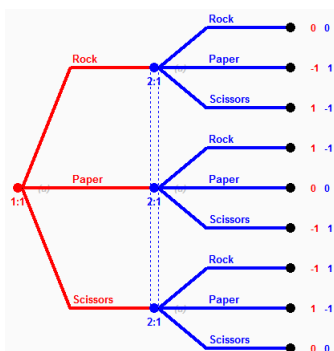 Rock 0 0
Rock Paper -1 1
2:1
Scissors 1 -1
Rock 1 -1
Paper Paper 0 0
1:1 2:1
Scissors -1 1
Rock -1 1
Scissors Paper 1 -1
2:1
Scissors 0 0